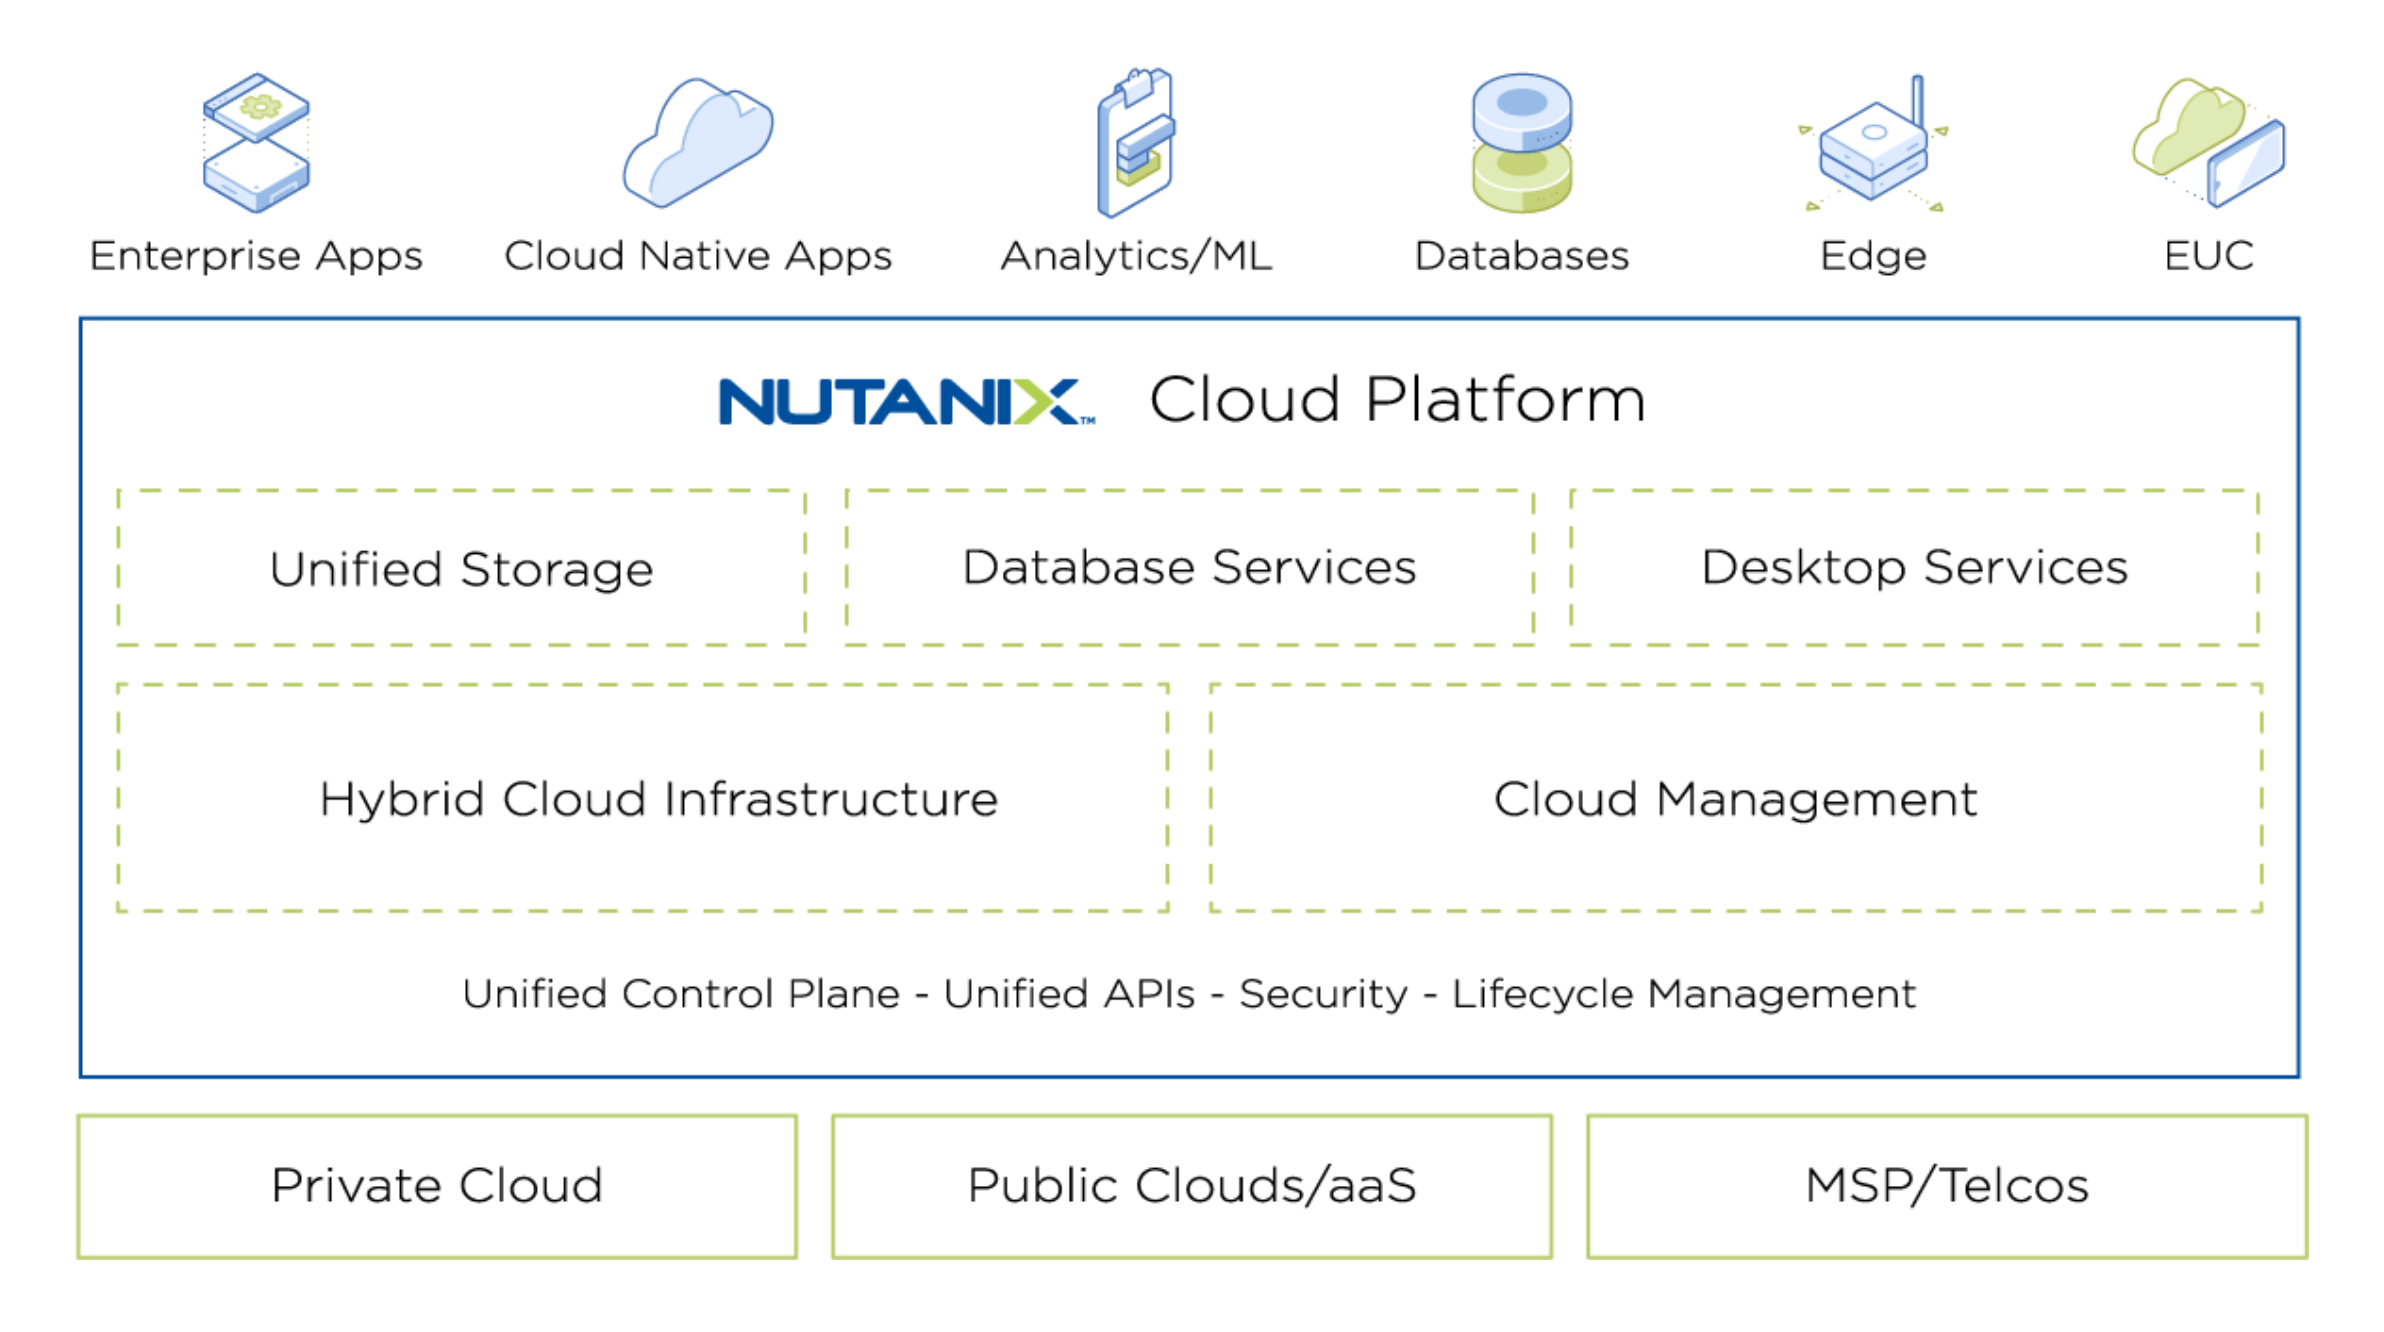 Enterprise Apps
Cloud Native Apps
Analytics/ML
Databases
Edge
EUC
NUTANIX™ Cloud Platform
Unified Storage
Database Services
Desktop Services
Hybrid Cloud Infrastructure
Cloud Management
Unified Control Plane - Unified APIs - Security - Lifecycle Management
Private Cloud
Public Clouds/aaS
MSP/Telcos